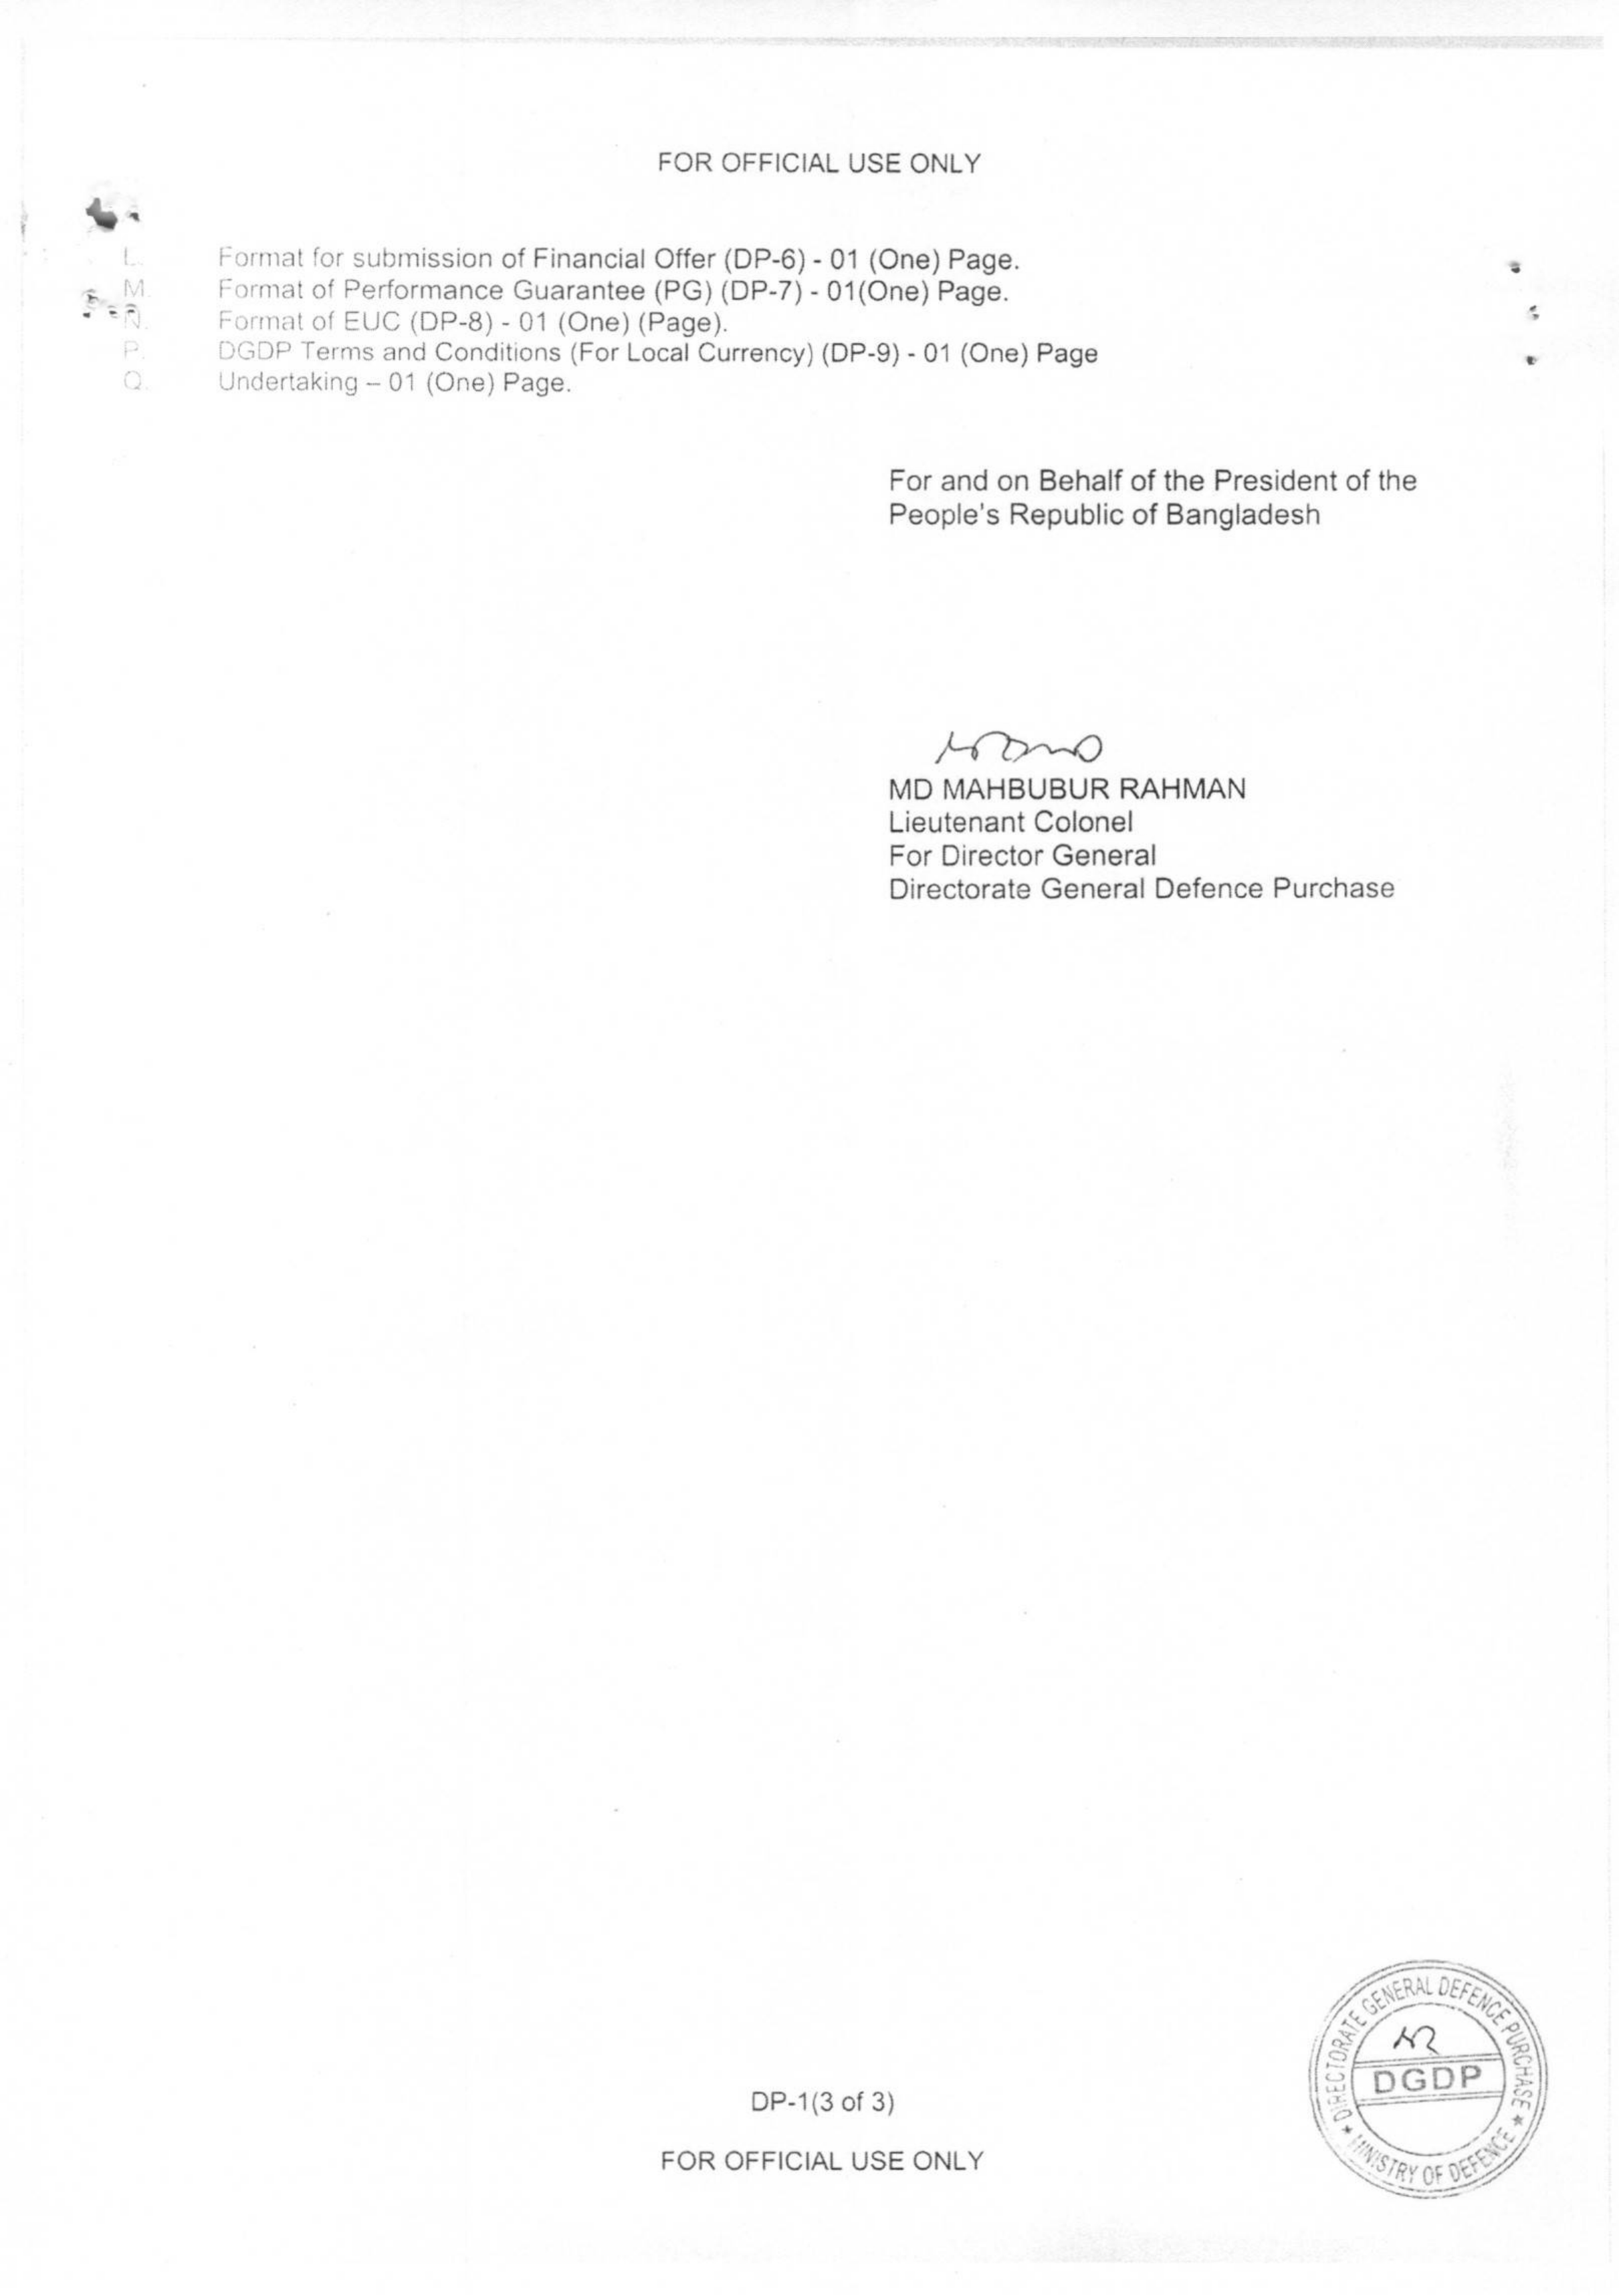 FOR OFFICIAL USE ONLY
L. Format for submission of Financial Offer (DP-6) - 01 (One) Page.
M. Format of Performance Guarantee (PG) (DP-7) - 01(One) Page.
N. Format of EUC (DP-8) - 01 (One) (Page).
P. DGDP Terms and Conditions (For Local Currency) (DP-9) - 01 (One) Page
Q. Undertaking – 01 (One) Page.
For and on Behalf of the President of the
People's Republic of Bangladesh
MD MAHBUBUR RAHMAN
Lieutenant Colonel
For Director General
Directorate General Defence Purchase
DIRECTORATE GENERAL DEFENCE PURCHASE
DGDP
MINISTRY OF DEFENCE
DP-1(3 of 3)
FOR OFFICIAL USE ONLY